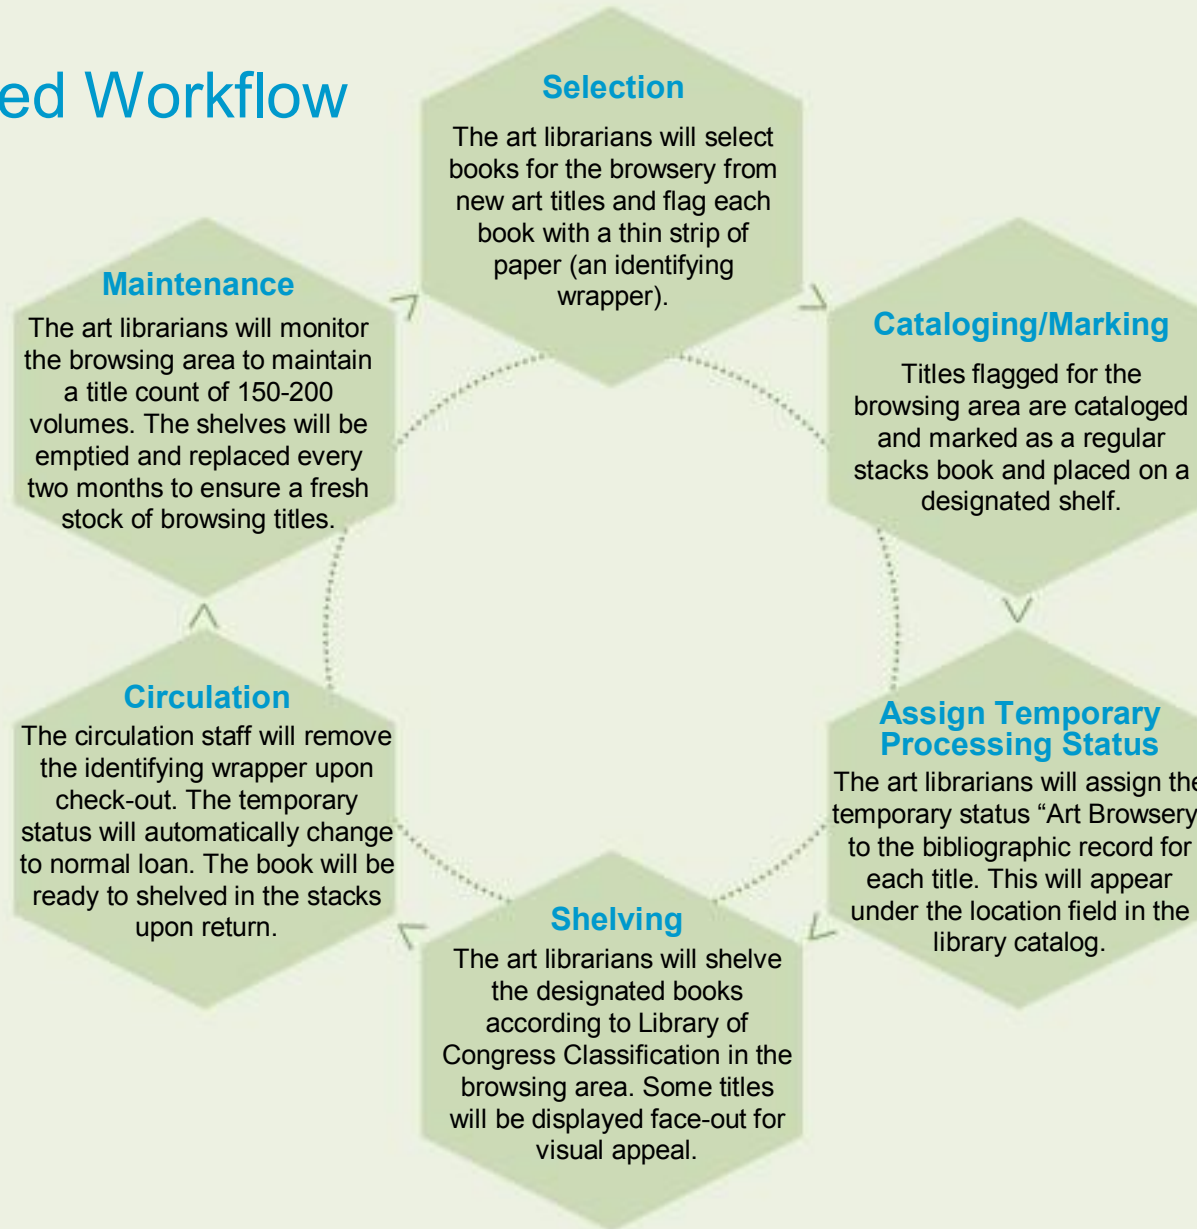 ed Workflow
Selection
The art librarians will select
books for the browsery from
new art titles and flag each
book with a thin strip of
paper (an identifying
wrapper).
Cataloging/Marking
Titles flagged for the
browsing area are cataloged
and marked as a regular
stacks book and placed on a
designated shelf.
Assign Temporary
Processing Status
The art librarians will assign the
temporary status “Art Browsery
to the bibliographic record for
each title. This will appear
under the location field in the
library catalog.
Shelving
The art librarians will shelve
the designated books
according to Library of
Congress Classification in the
browsing area. Some titles
will be displayed face-out for
visual appeal.
Circulation
The circulation staff will remove
the identifying wrapper upon
check-out. The temporary
status will automatically change
to normal loan. The book will be
ready to shelved in the stacks
upon return.
Maintenance
The art librarians will monitor
the browsing area to maintain
a title count of 150-200
volumes. The shelves will be
emptied and replaced every
two months to ensure a fresh
stock of browsing titles.